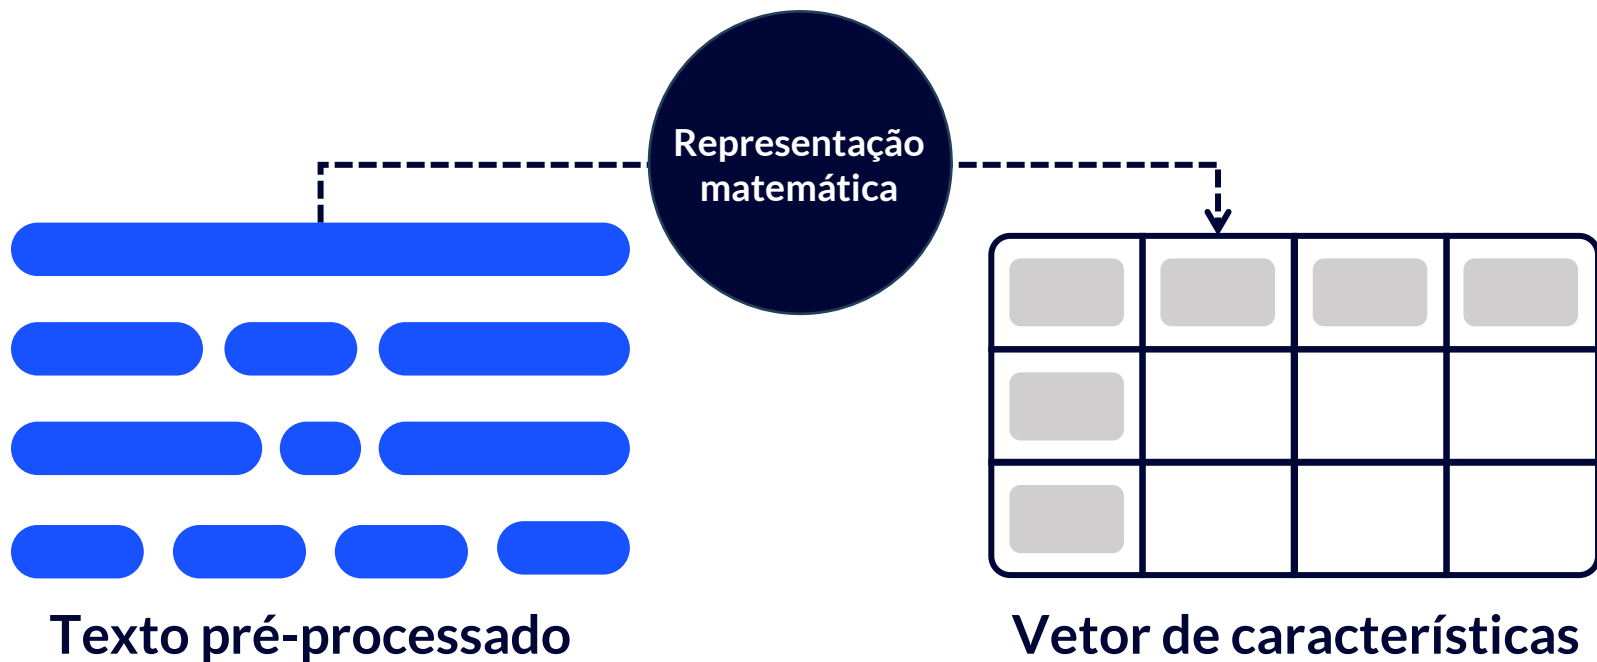 Representação
matemática
Texto pré-processado
Vetor de características